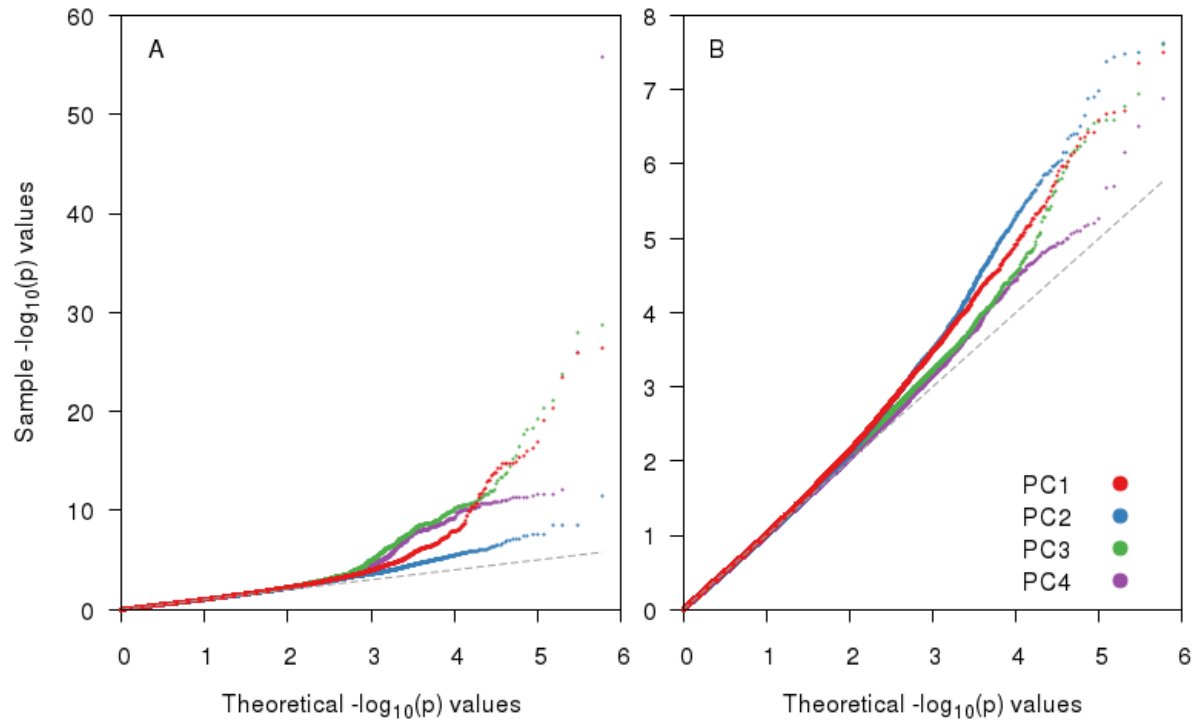 A
B
60
50
40
30
20
10
0
8
7
6
5
4
3
2
1
0
Sample -log10(p) values
PC1
PC2
PC3
PC4
0 1 2 3 4 5 6
0 1 2 3 4 5 6
Theoretical -log10(p) values
Theoretical -log10(p) values